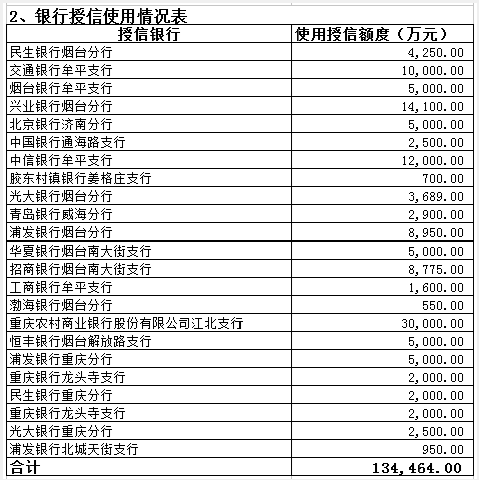 2、银行授信使用情况表
授信银行 使用授信额度（万元）
民生银行烟台分行 4,250.00
交通银行牟平支行 10,000.00
烟台银行牟平支行 5,000.00
兴业银行烟台分行 14,100.00
北京银行济南分行 5,000.00
中国银行通海路支行 2,500.00
中信银行牟平支行 12,000.00
胶东村镇银行姜格庄支行 700.00
光大银行烟台分行 3,689.00
青岛银行威海分行 2,900.00
浦发银行烟台分行 8,950.00
华夏银行烟台南大街支行 5,000.00
招商银行烟台南大街支行 8,775.00
工商银行牟平支行 1,600.00
渤海银行烟台分行 550.00
重庆农村商业银行股份有限公司江北支行 30,000.00
恒丰银行烟台解放路支行 5,000.00
浦发银行重庆分行 5,000.00
重庆银行龙头寺支行 2,000.00
民生银行重庆分行 2,000.00
重庆银行龙头寺支行 2,000.00
光大银行重庆分行 2,500.00
浦发银行北城天街支行 950.00
合计 134,464.00